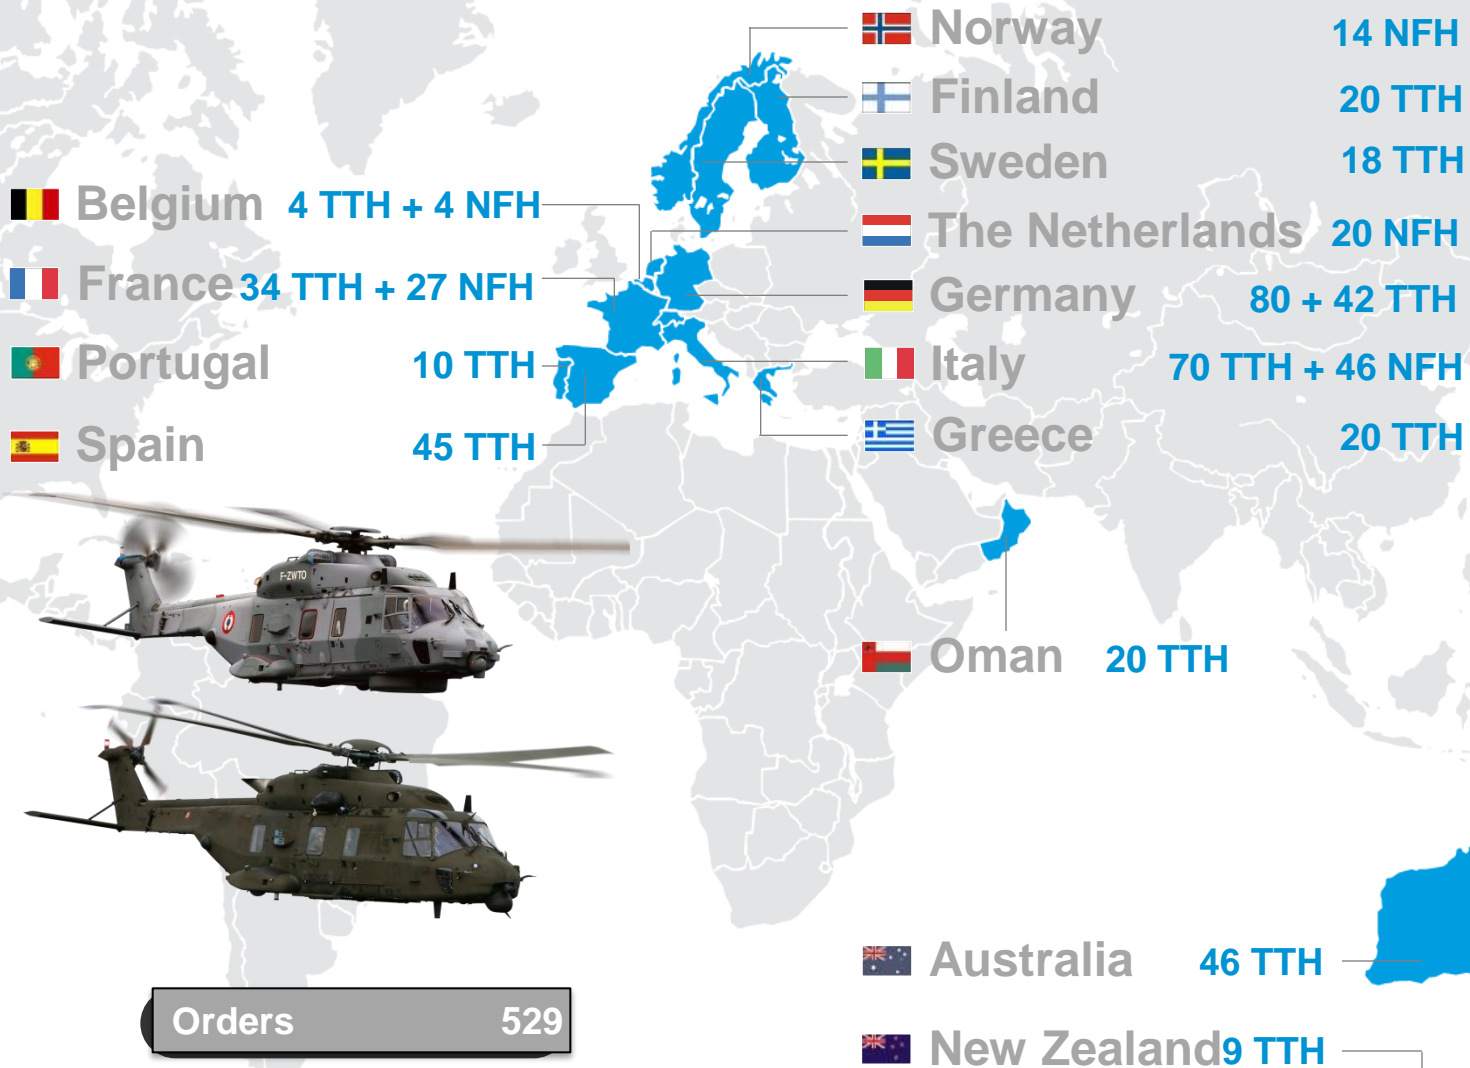 Norway 14 NFH
Finland 20 TTH
Sweden 18 TTH
Belgium 4 TTH + 4 NFH
The Netherlands 20 NFH
France 34 TTH + 27 NFH
Germany 80 + 42 TTH
Portugal 10 TTH
Italy 70 TTH + 46 NFH
Spain 45 TTH
Greece 20 TTH
F-ZWTO
Oman 20 TTH
Australia 46 TTH
Orders 529
New Zealand 9 TTH